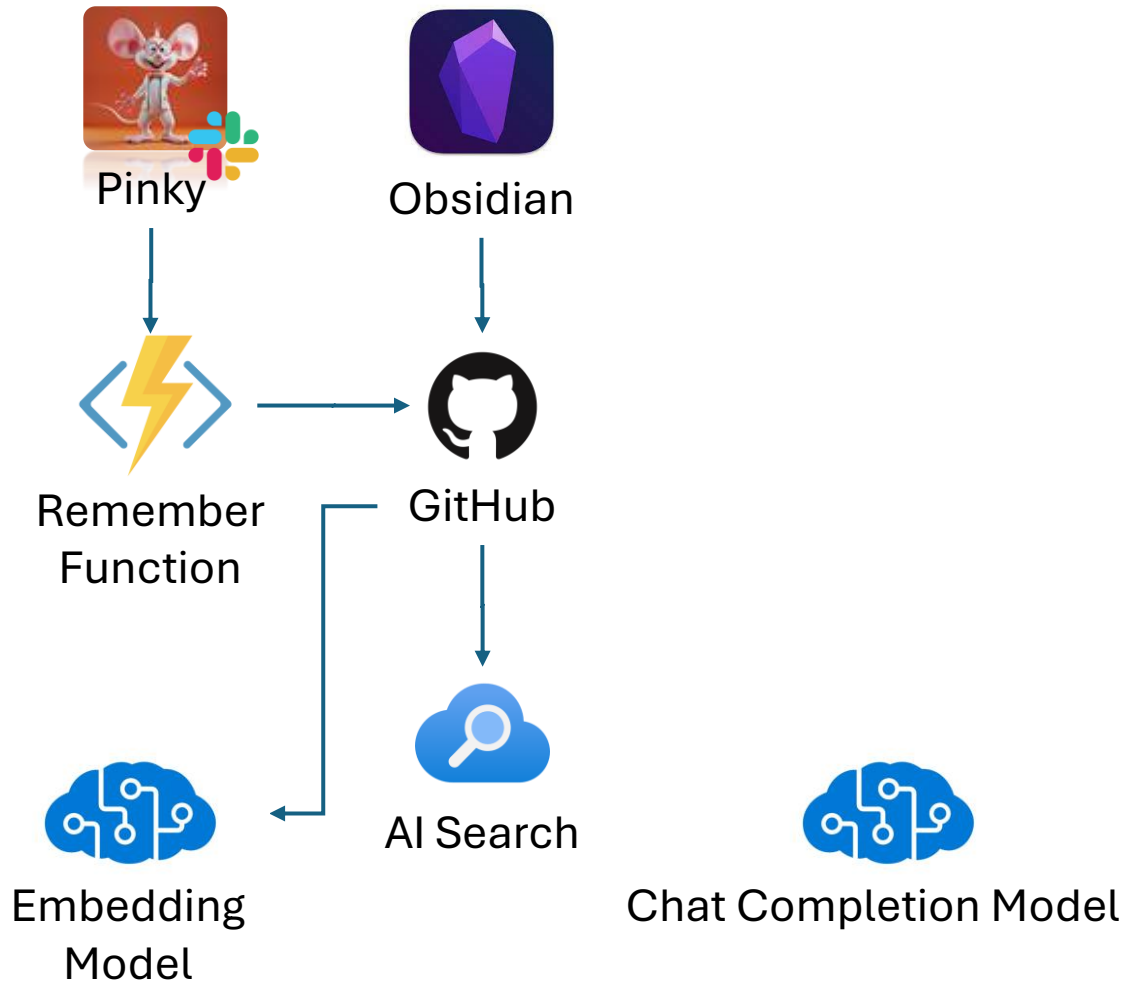 Pinky
Obsidian
Remember
Function
GitHub
AI Search
Embedding
Model
Chat Completion Model